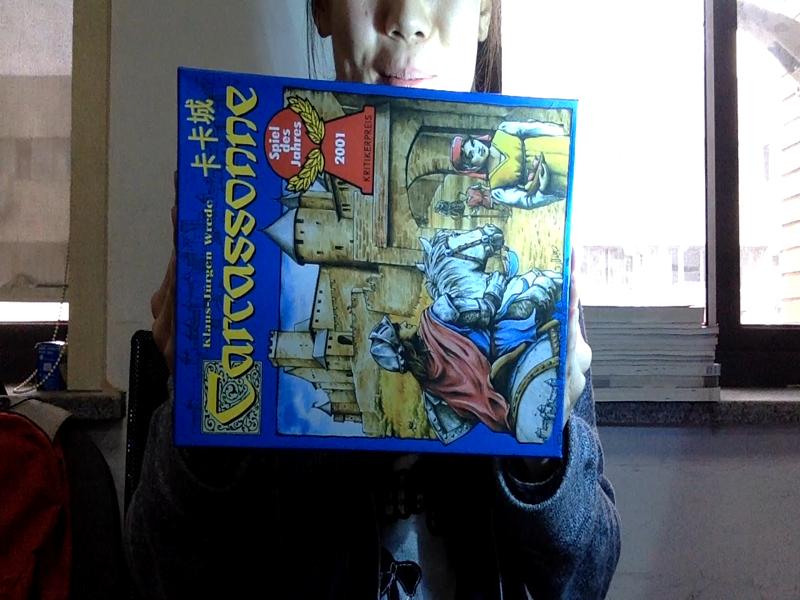 卡卡城
Klaus-Jürgen Wrede
Carcassonne
Spiel
des
Jahres
2001
KRITIKERPREIS